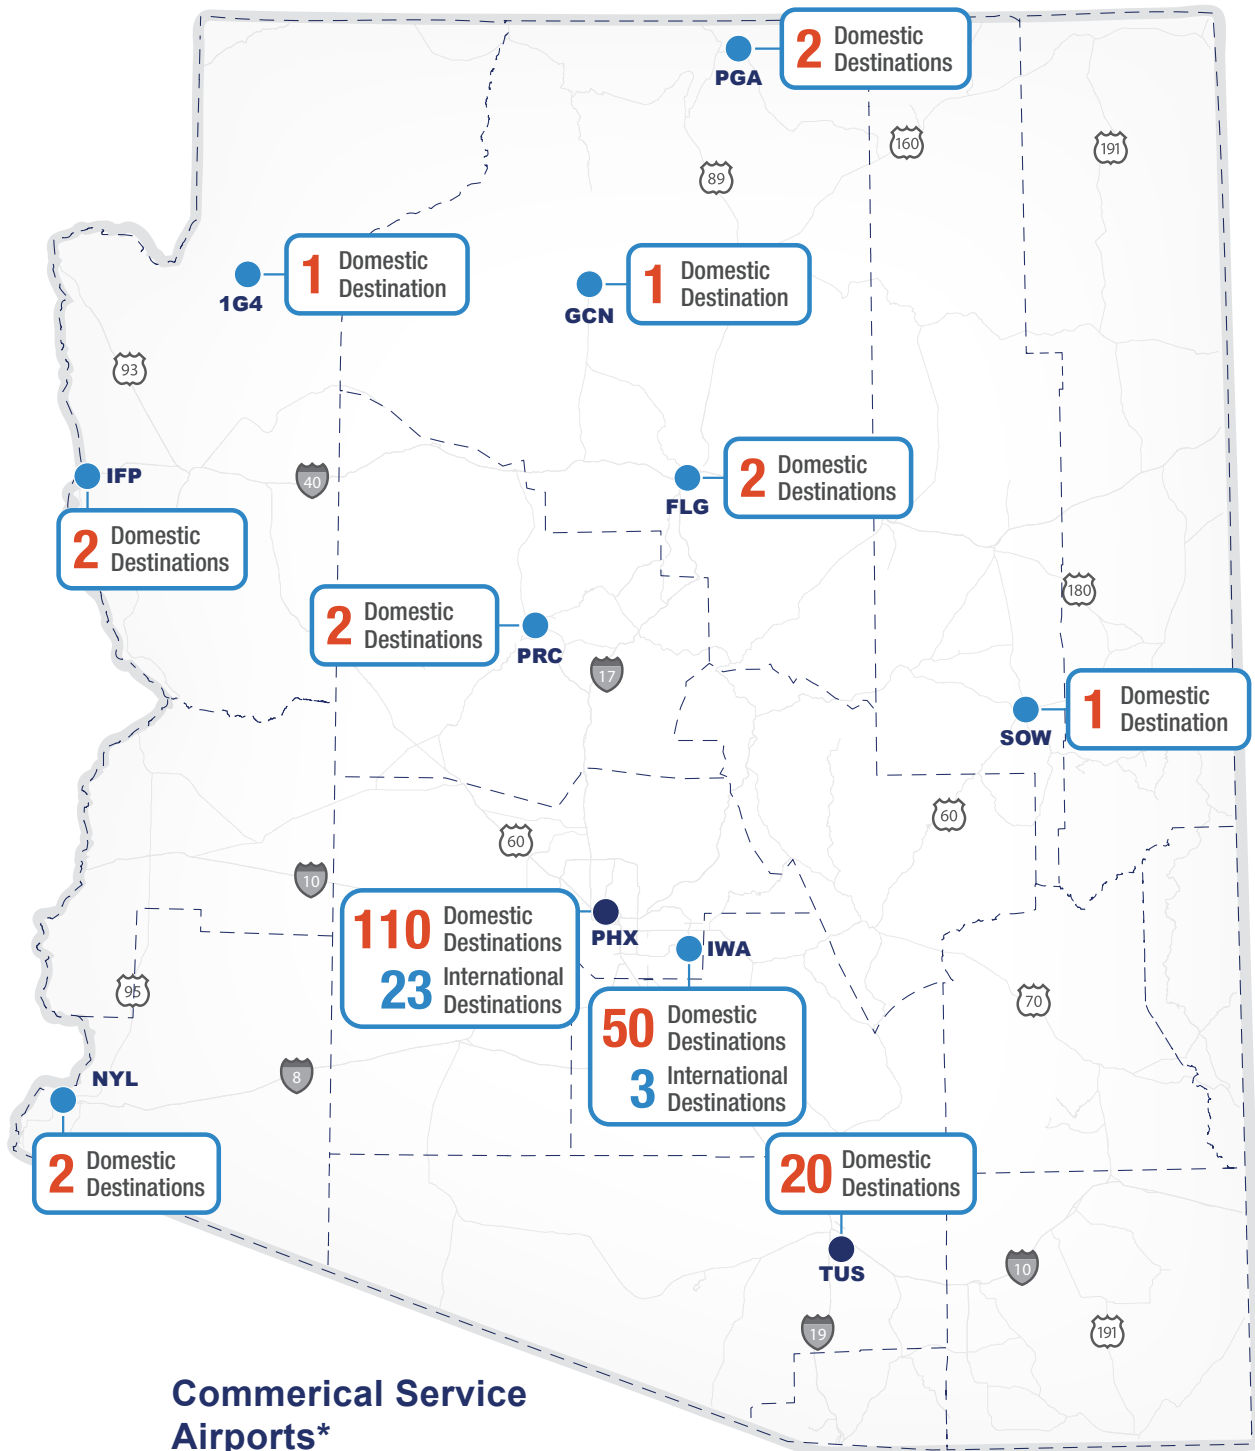 2 Domestic
Destinations
PGA
160
191
89
1 Domestic
Destination
1G4
1 Domestic
Destination
GCN
93
IFP
40
2 Domestic
Destinations
FLG
2 Domestic
Destinations
180
2 Domestic
Destinations
PRC
17
1 Domestic
Destination
SOW
60
60
10
110 Domestic
Destinations
23 International
Destinations
PHX
IWA
95
70
50 Domestic
Destinations
3 International
Destinations
NYL
8
2 Domestic
Destinations
20 Domestic
Destinations
TUS
10
19
191
Commerical Service
Airports*